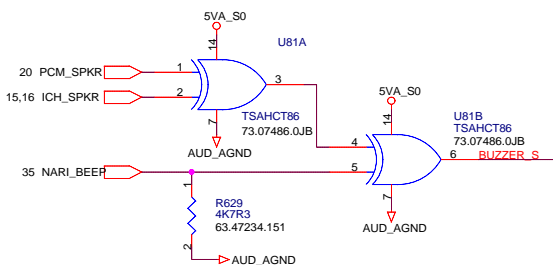 5VA_S0
U81A
14
20 PCM_SPKR
1
3
15,16 ICH_SPKR
2
7
TSAHCT86
73.07486.0JB
AUD_AGND
5VA_S0
14
U81B
TSAHCT86
73.07486.0JB
4
6
BUZZER_S
35 NARI_BEEP
5
7
AUD_AGND
1
R629
4K7R3
63.47234.151
2
AUD_AGND